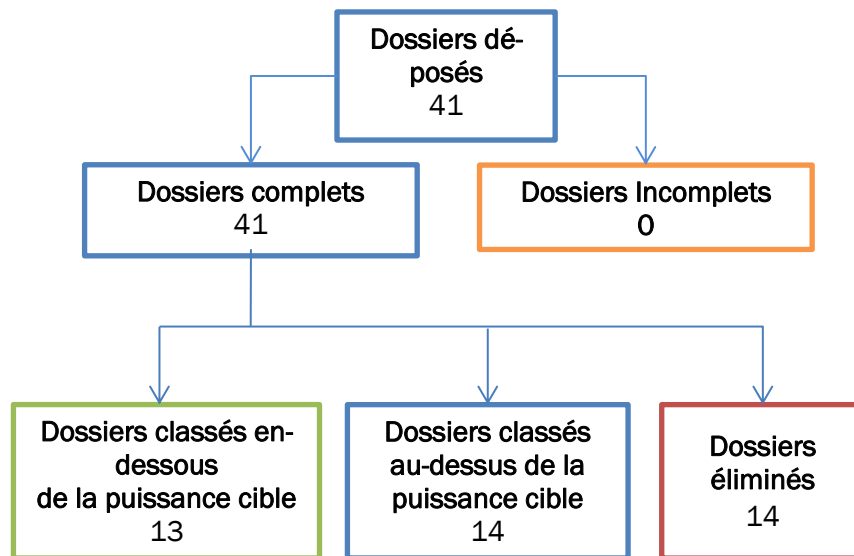 Dossiers dé-
posés
41
Dossiers complets
41
Dossiers Incomplets
0
Dossiers classés en-
dessous
de la puissance cible
13
Dossiers classés
au-dessus de la
puissance cible
14
Dossiers
éliminés
14